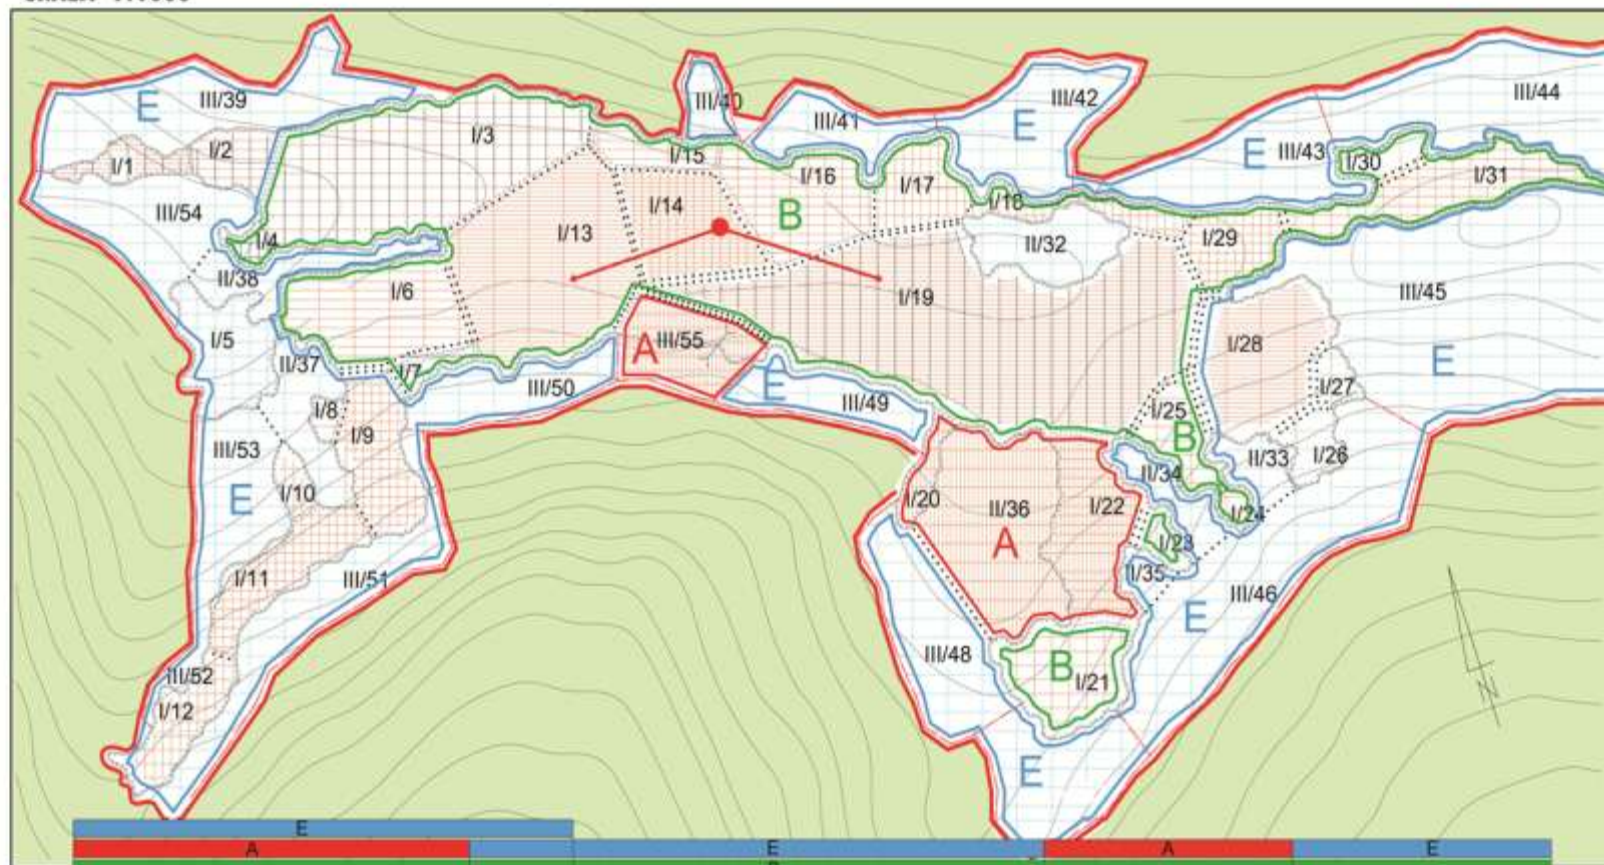 III/39
E
I/1
I/2
I/3
III/40
III/41
III/42
E
III/44
III/43
E
I/30
I/31
I/15
I/16
I/17
I/18
III/54
I/4
II/38
I/14
B
I/13
II/32
I/29
I/6
I/19
III/45
I/5
II/37
I/7
III/55
A
III/50
E
III/49
I/28
I/27
E
I/8
I/9
I/25
B
II/33
I/26
III/53
E
I/10
II/34
I/20
II/36
I/22
A
I/24
I/23
II/35
I/11
III/51
III/46
E
III/48
B
I/21
III/52
I/12
E
N
E
A
E
A
E